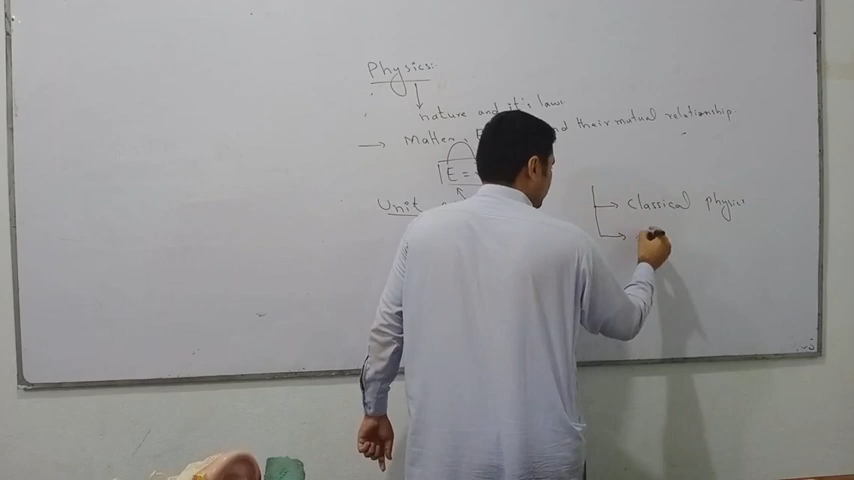 Physics:-
nature and it's laws
→ Matter, and their mutual relationship.
E =
Unit
→ classical physics
→